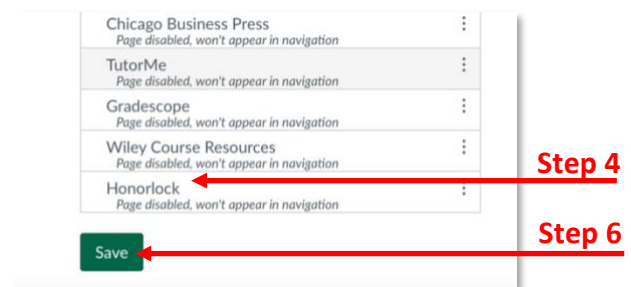 Chicago Business Press
Page disabled, won't appear in navigation
TutorMe
Page disabled, won't appear in navigation
Gradescope
Page disabled, won't appear in navigation
Wiley Course Resources
Page disabled, won't appear in navigation
Step 4
Honorlock
Page disabled, won't appear in navigation
Step 6
Save